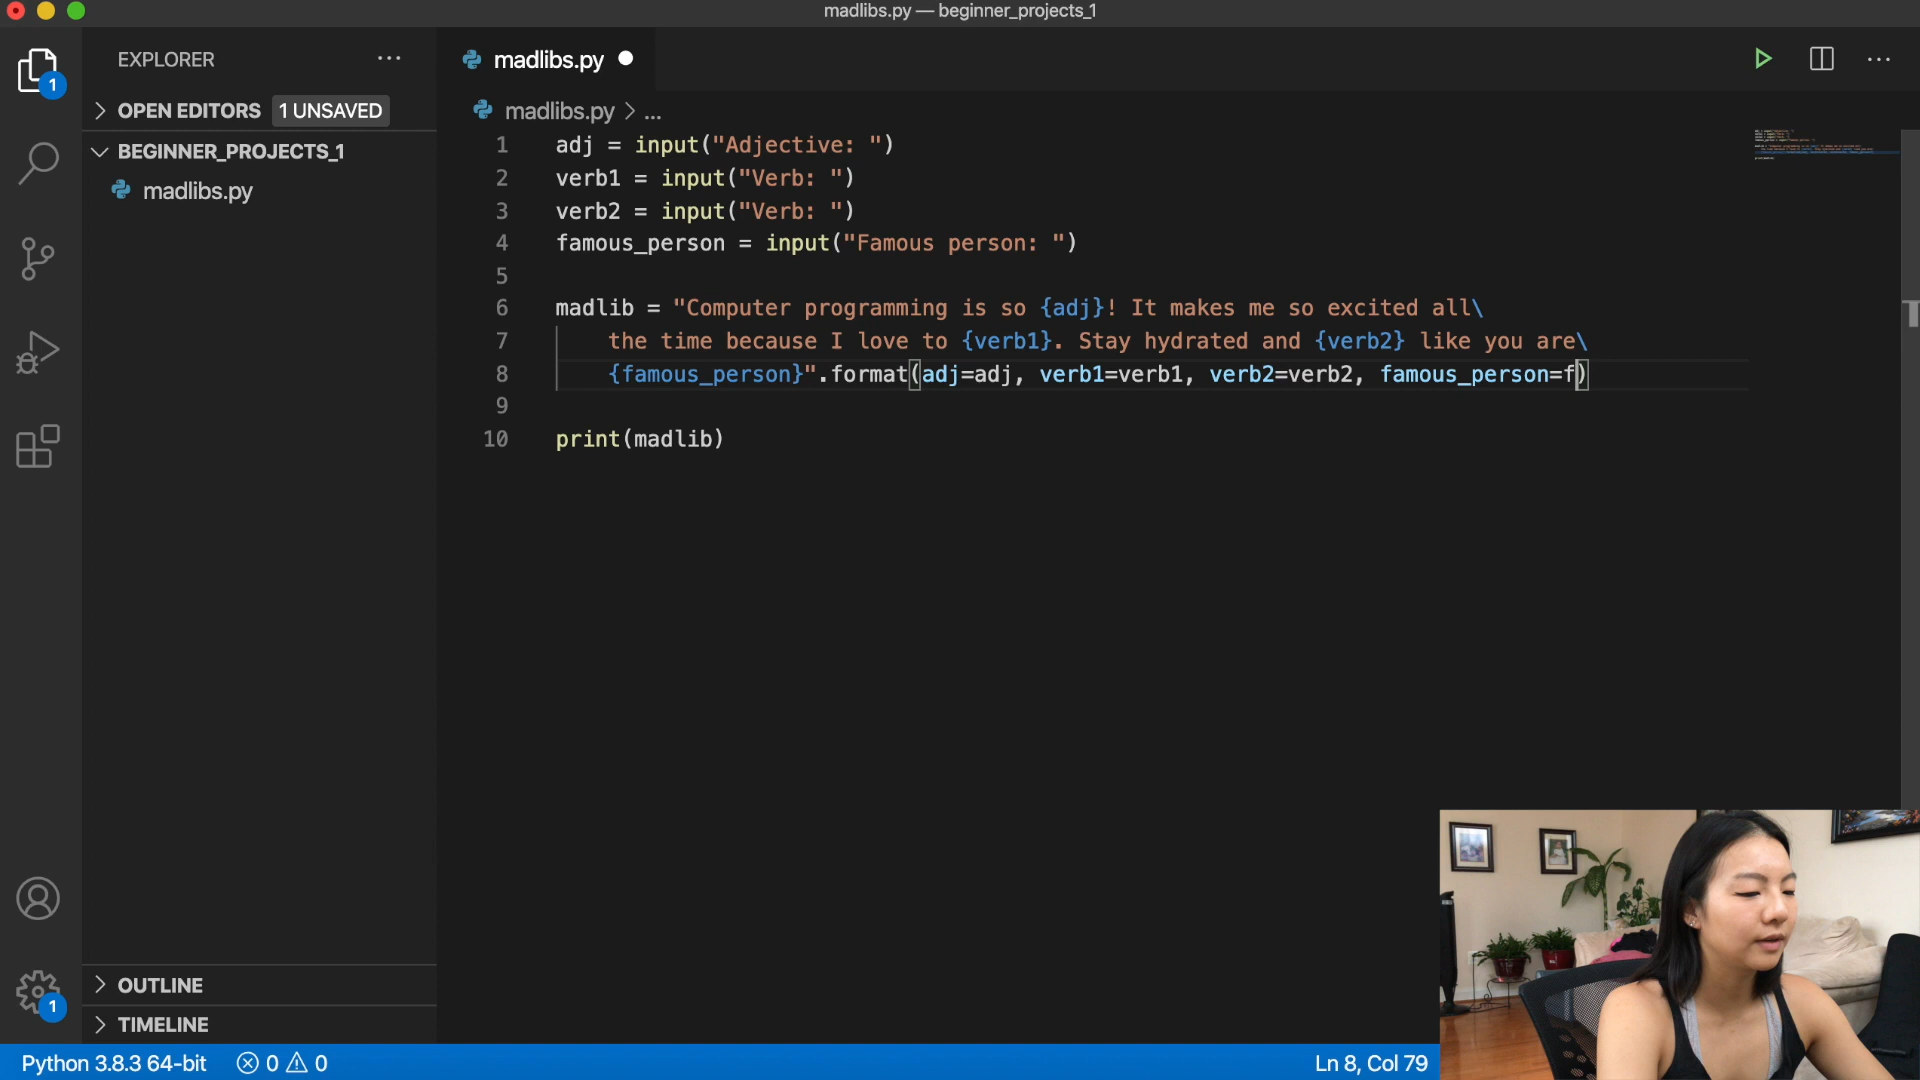 madlibs.py — beginner_projects_1
1
EXPLORER
madlibs.py
OPEN EDITORS 1 UNSAVED
madlibs.py > ...
BEGINNER_PROJECTS_1
madlibs.py
1 adj = input("Adjective: ")
2 verb1 = input("Verb: ")
3 verb2 = input("Verb: ")
4 famous_person = input("Famous person: ")
5
6 madlib = "Computer programming is so {adj}! It makes me so excited all\
7 the time because I love to {verb1}. Stay hydrated and {verb2} like you are\
8 {famous_person}".format(adj=adj, verb1=verb1, verb2=verb2, famous_person=f)
9
10 print(madlib)
OUTLINE
1
TIMELINE
Python 3.8.3 64-bit 0 0 Ln 8, Col 79